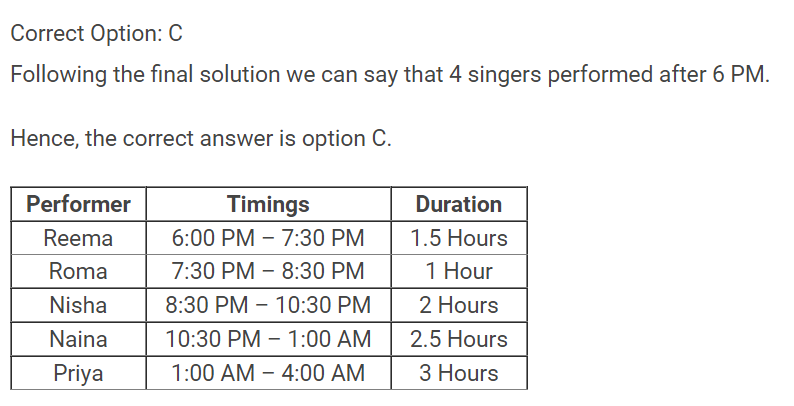 Correct Option: C
Following the final solution we can say that 4 singers performed after 6 PM.
Hence, the correct answer is option C.
Performer Timings Duration
Reema 6:00 PM – 7:30 PM 1.5 Hours
Roma 7:30 PM – 8:30 PM 1 Hour
Nisha 8:30 PM – 10:30 PM 2 Hours
Naina 10:30 PM – 1:00 AM 2.5 Hours
Priya 1:00 AM – 4:00 AM 3 Hours